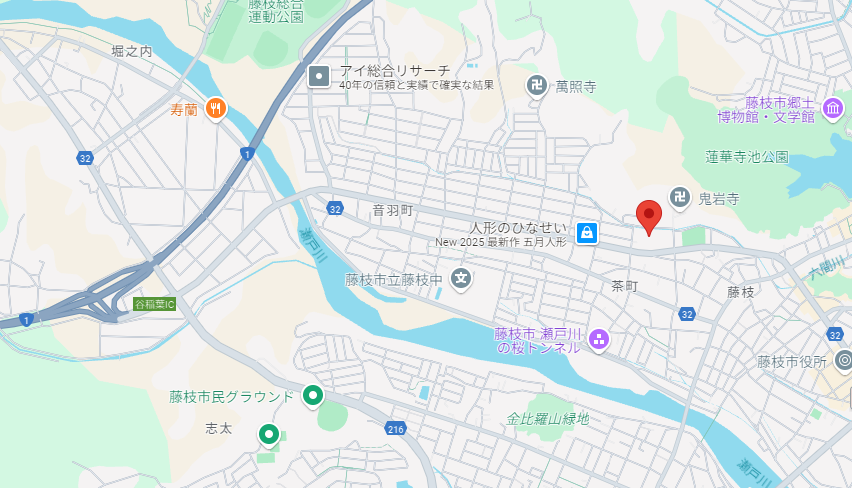 藤枝総合
運動公園
堀之内
アイ総合リサーチ
40年の信頼と実績で確実な結果
萬照寺
寿蘭
藤枝市郷土
博物館・文学館
32
1
蓮華寺池公園
鬼岩寺
32
音羽町
人形のひなせい
New 2025 最新作 五月人形
瀬戸川
六間川
藤枝市立藤枝中
文
茶町
藤枝
谷稲葉IC
1
32
32
藤枝市 瀬戸川
の桜トンネル
藤枝市役所
藤枝市民グラウンド
金比羅山緑地
志太
216
瀬戸川